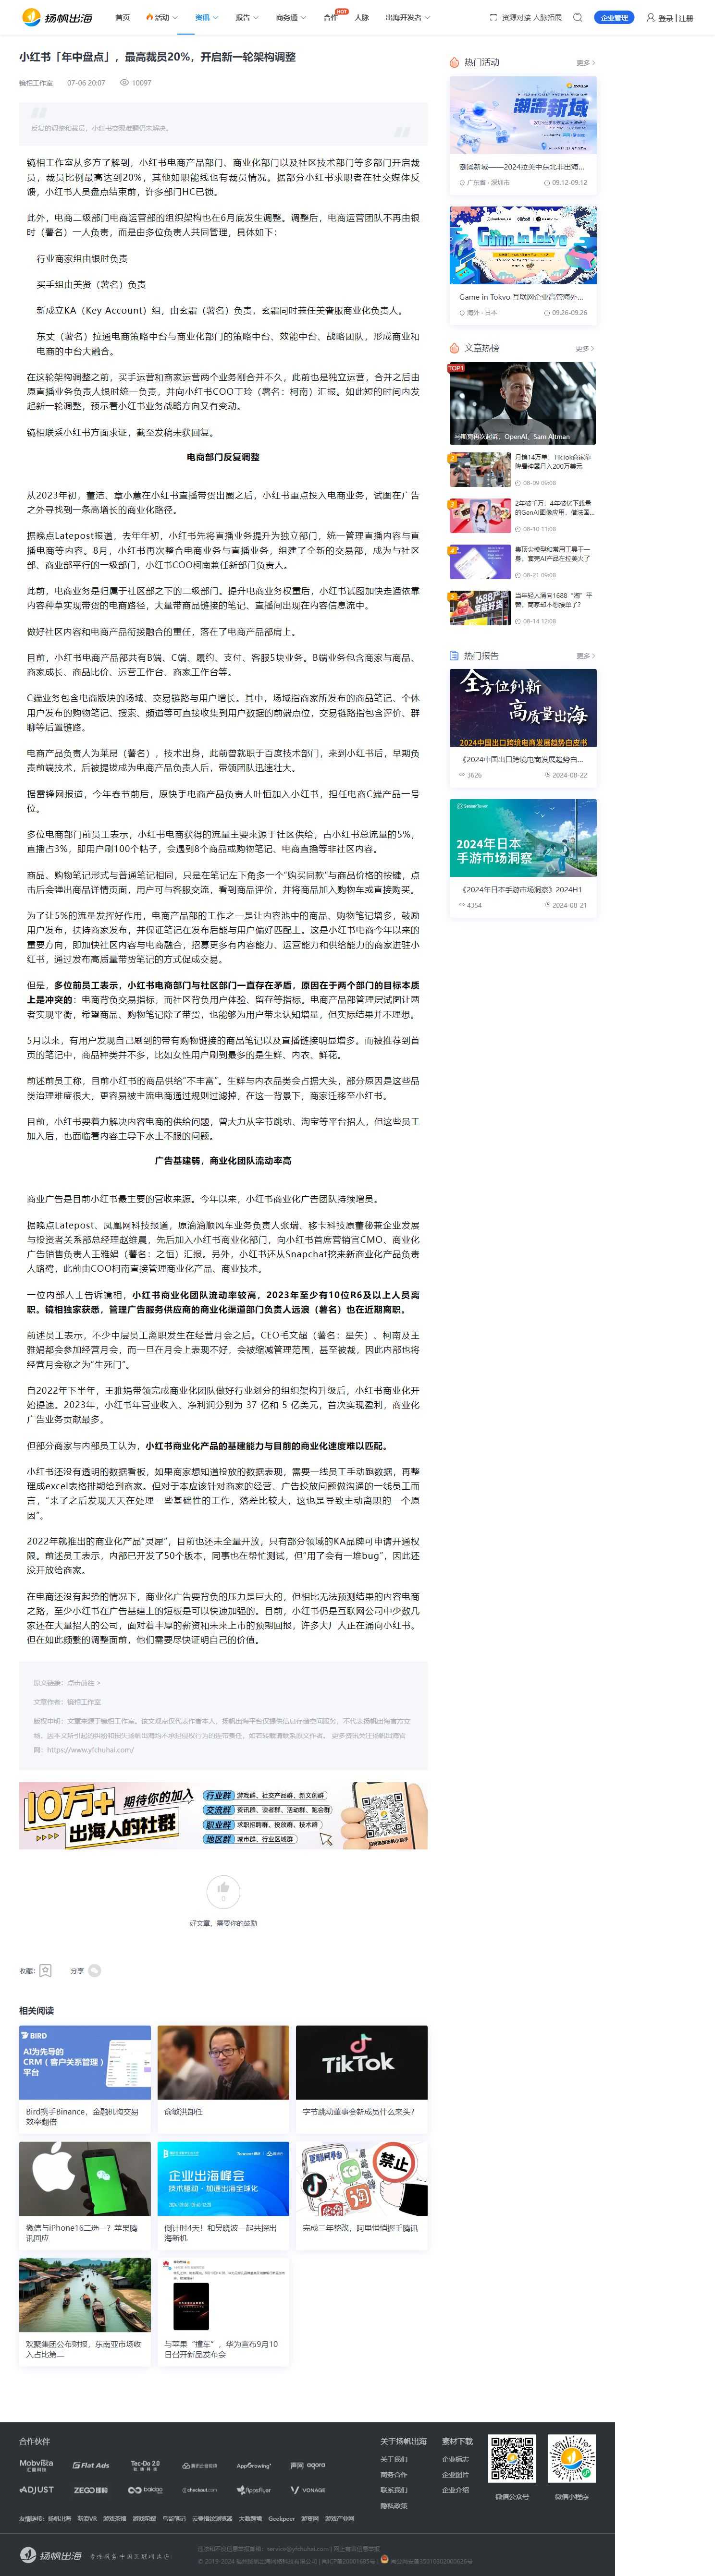 扬帆出海
首页
活动
资讯
报告
商务通
合作
HOT
人脉
出海开发者
资源对接 人脉拓展
企业管理
登录 | 注册
小红书「年中盘点」，最高裁员20%，开启新一轮架构调整
镜相工作室 07-06 20:07 10097
反复的调整和裁员，小红书变现难题仍未解决。
镜相工作室从多方了解到，小红书电商产品部门、商业化部门以及社区技术部门等多部门开启裁
员，裁员比例最高达到20%，其他如职能线也有裁员情况。据部分小红书求职者在社交媒体反
馈，小红书人员盘点结束前，许多部门HC已锁。
此外，电商二级部门电商运营部的组织架构也在6月底发生调整。调整后，电商运营团队不再由银
时（薯名）一人负责，而是由多位负责人共同管理，具体如下：
行业商家组由银时负责
买手组由美贤（薯名）负责
新成立KA（Key Account）组，由玄霜（薯名）负责，玄霜同时兼任美奢服商业化负责人。
东丈（薯名）拉通电商策略中台与商业化部门的策略中台、效能中台、战略团队，形成商业和
电商的中台大融合。
在这轮架构调整之前，买手运营和商家运营两个业务刚合并不久，此前也是独立运营，合并之后由
原直播业务负责人银时统一负责，并向小红书COO丁玲（薯名：柯南）汇报。如此短的时间内发
起新一轮调整，预示着小红书业务战略方向又有变动。
镜相联系小红书方面求证，截至发稿未获回复。
电商部门反复调整
从2023年初，董洁、章小蕙在小红书直播带货出圈之后，小红书重点投入电商业务，试图在广告
之外寻找到一条高增长的商业化路径。
据晚点Latepost报道，去年年初，小红书先将直播业务提升为独立部门，统一管理直播内容与直
播电商等内容。8月，小红书再次整合电商业务与直播业务，组建了全新的交易部，成为与社区
部、商业部平行的一级部门，小红书COO柯南兼任新部门负责人。
此前，电商业务是归属于社区部之下的二级部门。提升电商业务权重后，小红书试图加快走通依靠
内容种草实现带货的电商路径，大量带商品链接的笔记、直播间出现在内容信息流中。
做好社区内容和电商产品衔接融合的重任，落在了电商产品部肩上。
目前，小红书电商产品部共有B端、C端、履约、支付、客服5块业务。B端业务包含商家与商品、
商家成长、商品比价、运营工作台、商家工作台等。
C端业务包含电商版块的场域、交易链路与用户增长。其中，场域指商家所发布的商品笔记、个体
用户发布的购物笔记、搜索、频道等可直接收集到用户数据的前端点位，交易链路指包含评价、群
聊等后置链路。
电商产品负责人为莱昂（薯名），技术出身，此前曾就职于百度技术部门，来到小红书后，早期负
责前端技术，后被提拔成为电商产品负责人后，带领团队迅速壮大。
据雷锋网报道，今年春节前后，原快手电商产品负责人叶恒加入小红书，担任电商C端产品一号
位。
多位电商部门前员工表示，小红书电商获得的流量主要来源于社区供给，占小红书总流量的5%，
直播占3%，即用户刷100个帖子，会遇到8个商品或购物笔记、电商直播等非社区内容。
商品、购物笔记形式与普通笔记相同，只是在笔记左下角多一个“购买同款”与商品价格的按键，点
击后会弹出商品详情页面，用户可与客服交流，看到商品评价，并将商品加入购物车或直接购买。
为了让5%的流量发挥好作用，电商产品部的工作之一是让内容池中的商品、购物笔记增多，鼓励
用户发布，扶持商家发布，并保证笔记在发布后能与用户偏好匹配上。这是小红书电商今年以来的
重要方向，即加快社区内容与电商融合，招募更多有内容能力、运营能力和供给能力的商家进驻小
红书，通过发布高质量带货笔记的方式促成交易。
但是，多位前员工表示，小红书电商部门与社区部门一直存在矛盾，原因在于两个部门的目标本质
上是冲突的：电商背负交易指标，而社区背负用户体验、留存等指标。电商产品部管理层试图让两
者实现平衡，希望商品、购物笔记除了带货，也能够为用户带来认知增量，但实际结果并不理想。
5月以来，有用户发现自己刷到的带有购物链接的商品笔记以及直播链接明显增多。而被推荐到首
页的笔记中，商品种类并不多，比如女性用户刷到最多的是生鲜、内衣、鲜花。
前述前员工称，目前小红书的商品供给“不丰富”。生鲜与内衣品类会占据大头，部分原因是这些品
类治理难度很大，更容易被主流电商通过规则过滤掉，在这一背景下，商家迁移至小红书。
目前，小红书要着力解决内容电商的供给问题，曾大力从字节跳动、淘宝等平台招人，但这些员工
加入后，也面临着内容主导下水土不服的问题。
广告基建弱，商业化团队流动率高
商业广告是目前小红书最主要的营收来源。今年以来，小红书商业化广告团队持续增员。
据晚点Latepost、凤凰网科技报道，原滴滴顺风车业务负责人张瑞、移卡科技原董秘兼企业发展
与投资者关系部总经理赵维晨，先后加入小红书商业化部门，向小红书首席营销官CMO、商业化
广告销售负责人王雅娟（薯名：之恒）汇报。另外，小红书还从Snapchat挖来新商业化产品负责
人路鹭，此前由COO柯南直接管理商业化产品、商业技术。
一位内部人士告诉镜相，小红书商业化团队流动率较高，2023年至少有10位R6及以上人员离
职。镜相独家获悉，管理广告服务供应商的商业化渠道部门负责人远浪（薯名）也在近期离职。
前述员工表示，不少中层员工离职发生在经营月会之后。CEO毛文超（薯名：星矢）、柯南及王
雅娟都会参加经营月会，而一旦在月会上表现不好，会被缩减管理范围，甚至被裁，因此内部也将
经营月会称之为“生死门”。
自2022年下半年，王雅娟带领完成商业化团队做好行业划分的组织架构升级后，小红书商业化开
始提速。2023年，小红书年营业收入、净利润分别为 37 亿和 5 亿美元，首次实现盈利，商业化
广告业务贡献最多。
但部分商家与内部员工认为，小红书商业化产品的基建能力与目前的商业化速度难以匹配。
小红书还没有透明的数据看板，如果商家想知道投放的数据表现，需要一线员工手动跑数据，再整
理成excel表格排期给到商家。但对于本应该针对商家的经营、广告投放问题做沟通的一线员工而
言，“来了之后发现天天在处理一些基础性的工作，落差比较大，这也是导致主动离职的一个原
因”。
2022年就推出的商业化产品“灵犀”，目前也还未全量开放，只有部分领域的KA品牌可申请开通权
限。前述员工表示，内部已开发了50个版本，同事也在帮忙测试，但“用了会有一堆bug”，因此还
没开放给商家。
在电商还没有起势的情况下，商业化广告要背负的压力是巨大的，但相比无法预测结果的内容电商
之路，至少小红书在广告基建上的短板是可以快速加强的。目前，小红书仍是互联网公司中少数几
家还在大量招人的公司，面对着丰厚的薪资和未来上市的预期回报，许多大厂人正在涌向小红书。
但在如此频繁的调整面前，他们需要尽快证明自己的价值。
原文链接：点击前往 >
文章作者：镜相工作室
版权申明：文章来源于镜相工作室。该文观点仅代表作者本人，扬帆出海平台仅提供信息存储空间服务，不代表扬帆出海官方立
场。因本文所引起的纠纷和损失扬帆出海均不承担侵权行为的连带责任，如若转载请联系原文作者。 更多资讯关注扬帆出海官
网：https://www.yfchuhai.com/
10万+ 期待你的加入
出海人的社群
行业群 游戏群、社交产品群、新文创群
交流群 资讯群、读者群、活动群、跑会群
职业群 求职招聘群、投放群、技术群
地区群 城市群、行业区域群
0
好文章，需要你的鼓励
收藏：
分享
相关阅读
BIRD
AI为先导的
CRM（客户关系管理）
平台
Bird携手Binance，金融机构交易
效率翻倍
俞敏洪卸任
TikTok
字节跳动董事会新成员什么来头？
微信与iPhone16二选一？苹果腾
讯回应
企业出海峰会
技术驱动·加速出海全球化
倒计时4天！和吴晓波一起共探出
海新机
禁止
完成三年整改，阿里悄悄握手腾讯
欢聚集团公布财报，东南亚市场收
入占比第二
与苹果“撞车”，华为宣布9月10
日召开新品发布会
热门活动
更多
潮涌新域
潮涌新域——2024拉美中东北非出海...
广东省 - 深圳市 09.12-09.12
Game in Tokyo
Game in Tokyo 互联网企业高管海外...
海外 - 日本 09.26-09.26
文章热榜
更多
TOP1
马斯克再次起诉，OpenAI、Sam Altman
2
月销14万单，TikTok商家靠
降暑神器月入200万美元
08-09 09:08
3
2年破千万，4年破亿下载量
的GenAI图像应用，借法国...
08-10 11:08
4
集顶尖模型和常用工具于一
身，套壳AI产品在拉美火了
08-21 09:08
5
当年轻人涌向1688“淘”平
替，商家却不想接单了？
08-14 12:08
热门报告
更多
全方位创新
高质量出海
2024中国出口跨境电商发展趋势白皮书
《2024中国出口跨境电商发展趋势白...
3626 2024-08-22
2024年日本
手游市场洞察
《2024年日本手游市场洞察》2024H1
4354 2024-08-21
合作伙伴
Mobvista 汇量科技
Flat Ads
Tec-Do 2.0
AppGrowing
声网 agora
ADJUST
ZEGO 即构
baidao
checkout.com
appsflyer
VONAGE
友情链接：扬帆出海 新浪VR 游戏茶馆 游戏陀螺 鸟哥笔记 云登指纹浏览器 大数跨境 Geekpeer 游资网 游戏产业网
关于扬帆出海
关于我们
商务合作
联系我们
隐私政策
素材下载
企业标志
企业图片
企业介绍
微信公众号
微信小程序
扬帆出海
专注服务中国互联网出海
违法和不良信息举报邮箱：service@yfchuhai.com | 网上有害信息举报